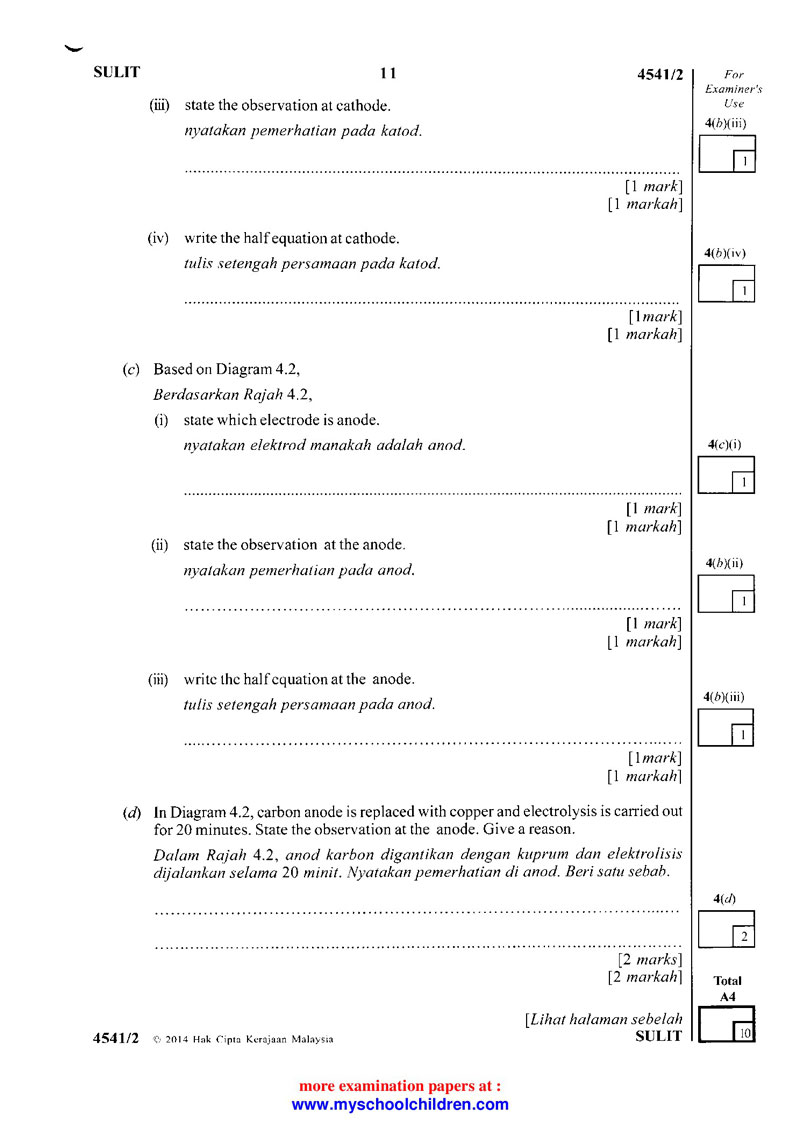 SULIT 11 4541/2
For
Examiner's
Use
(iii) state the observation at cathode.
nyatakan pemerhatian pada katod.
4(b)(iii)
1
[1 mark]
[1 markah]
(iv) write the half equation at cathode.
tulis setengah persamaan pada katod.
4(b)(iv)
1
[1mark]
[1 markah]
(c) Based on Diagram 4.2,
Berdasarkan Rajah 4.2,
(i) state which electrode is anode.
nyatakan elektrod manakah adalah anod.
4(c)(i)
1
[1 mark]
[1 markah]
(ii) state the observation at the anode.
nyatakan pemerhatian pada anod.
4(b)(ii)
1
[1 mark]
[1 markah]
(iii) write the half equation at the anode.
tulis setengah persamaan pada anod.
4(b)(iii)
1
[1mark]
[1 markah]
(d) In Diagram 4.2, carbon anode is replaced with copper and electrolysis is carried out
for 20 minutes. State the observation at the anode. Give a reason.
Dalam Rajah 4.2, anod karbon digantikan dengan kuprum dan elektrolisis
dijalankan selama 20 minit. Nyatakan pemerhatian di anod. Beri satu sebab.
4(d)
2
[2 marks]
[2 markah]
Total
A4
10
[Lihat halaman sebelah
4541/2 © 2014 Hak Cipta Kerajaan Malaysia SULIT
more examination papers at :
www.myschoolchildren.com